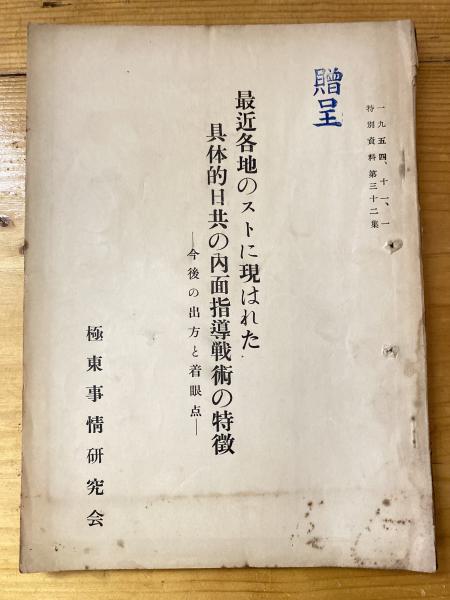 一九五四、十一、一
特別資料第三十二集
贈呈
最近各地のストに現はれた
具体的日共の内面指導戦術の特徴
―今後の出方と着眼点―
極東事情研究会